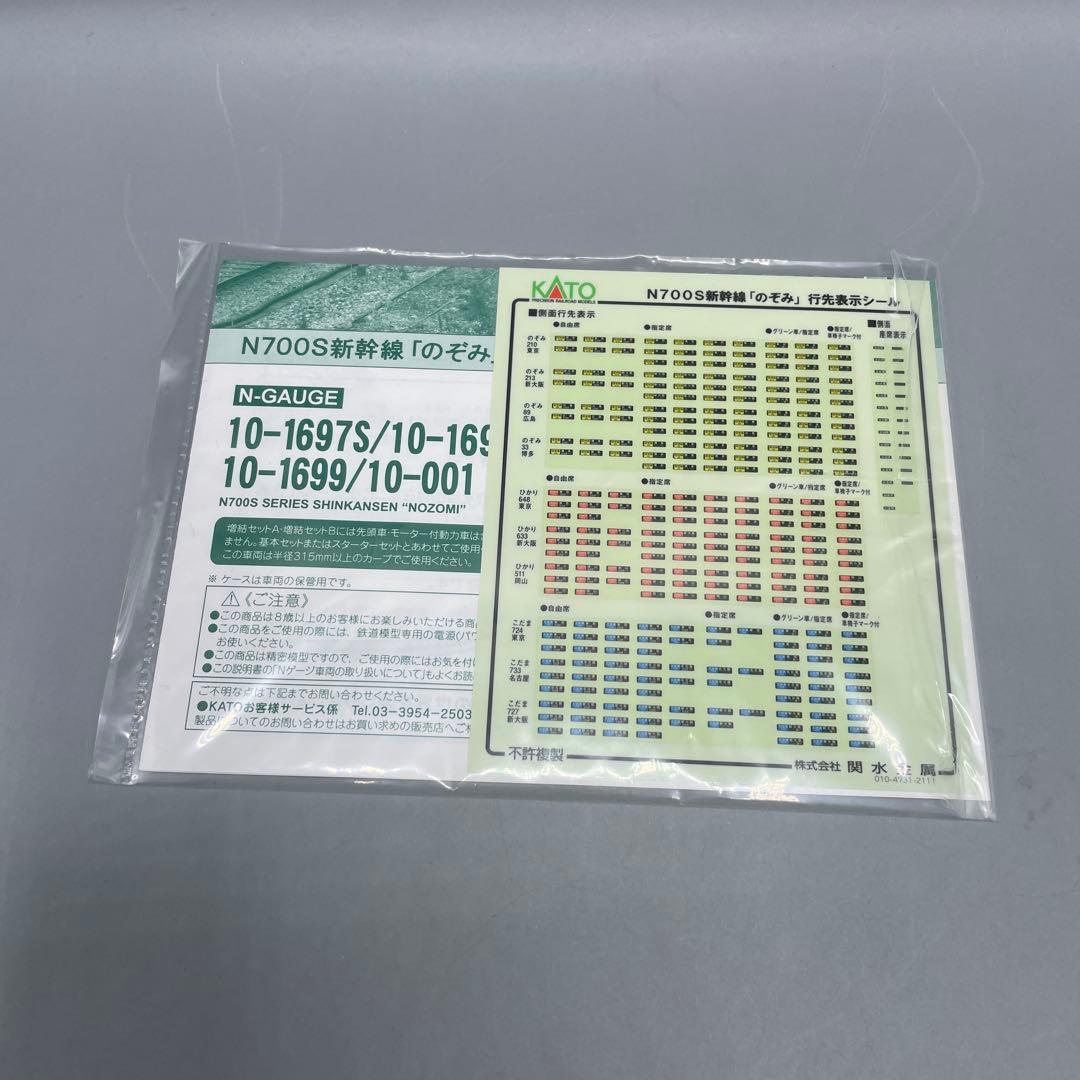 N700S新幹線「のぞみ」
N-GAUGE
10-1697S/10-169
10-1699/10-001
N700S SERIES SHINKANSEN “NOZOMI”
増結セットA・増結セットBには先頭車・モーター付動力車は
ません。基本セットまたはスターターセットとあわせてご使用
この車両は半径315mm以上のカーブでご使用ください。
※ ケースは車両の保管用です。
⚠《ご注意》
●この商品は8歳以上のお客様にお楽しみいただける商
●この商品をご使用の際には、鉄道模型専用の電源(パワ
お使いください。
●この商品は精密模型ですので、ご使用の際にはお気を付け
●この説明書の「Nゲージ車両の取り扱いについて」もよくお読
ご不明な点は下記までお問い合わせください。
●KATOお客様サービス係 Tel.03-3954-2503
製品についてのお問い合わせはお買い求めの販売店へご
KATO
PRECISION RAILROAD MODELS
N700S新幹線「のぞみ」行先表示シール
■側面行先表示
■側面
座席表示
●自由席
●指定席
●グリーン車/指定席
●指定席/
車椅子マーク付
のぞみ
210
東京
のぞみ
213
新大阪
のぞみ
89
広島
のぞみ
33
博多
●自由席
●指定席
●グリーン車/指定席
●指定席/
車椅子マーク付
ひかり
648
東京
ひかり
633
新大阪
ひかり
511
岡山
●自由席
●指定席
●グリーン車/指定席
●指定席/
車椅子マーク付
こだま
724
東京
こだま
733
名古屋
こだま
727
新大阪
不許複製
株式会社 関水金属
010-4731-2111